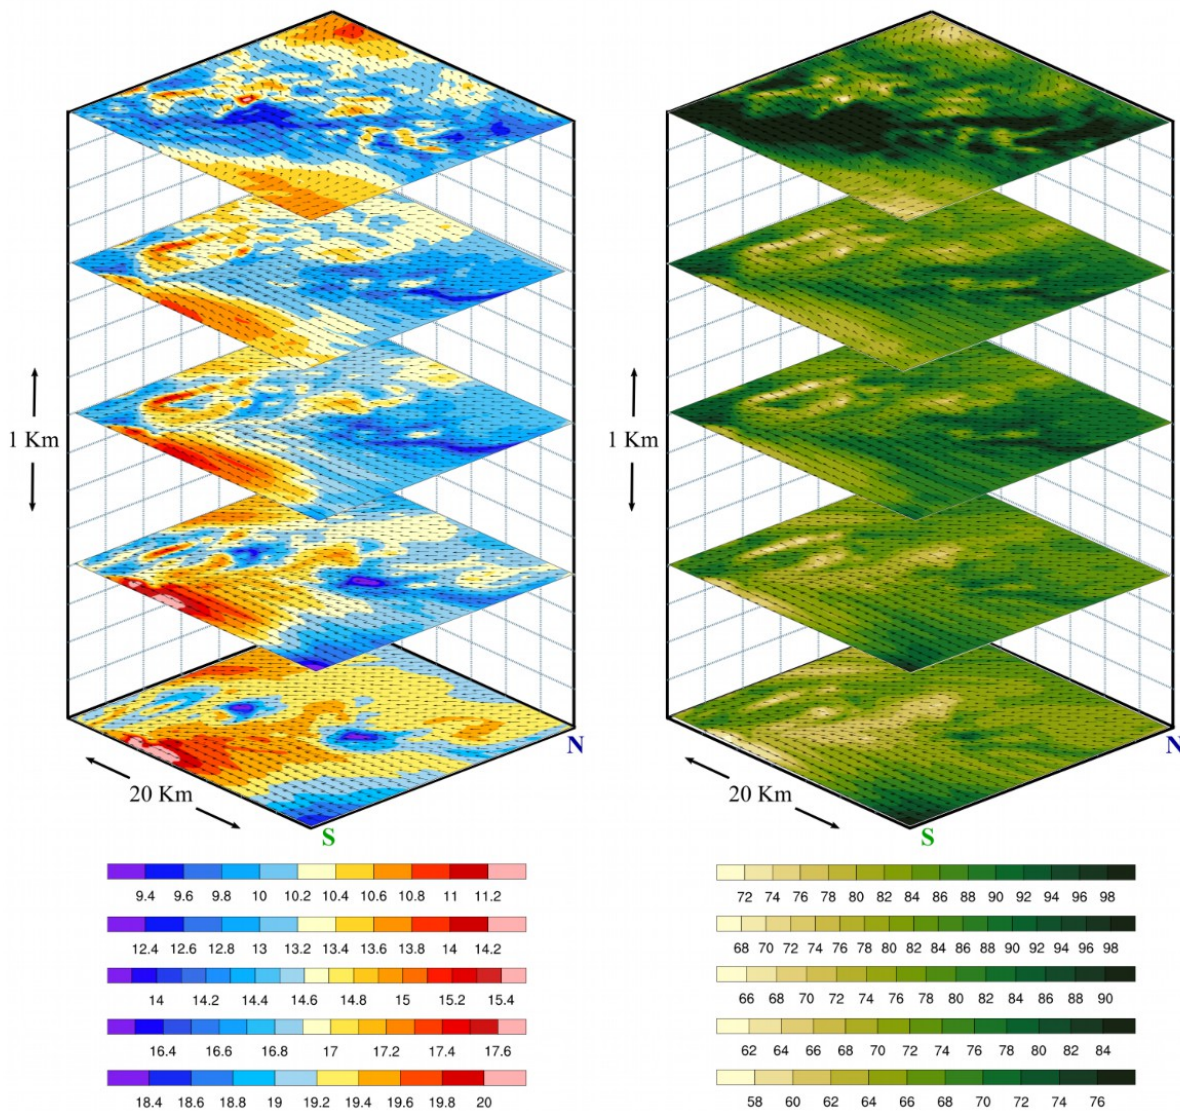 1 Km
1 Km
N
N
20 Km
20 Km
S
S
9.4 9.6 9.8 10 10.2 10.4 10.6 10.8 11 11.2
72 74 76 78 80 82 84 86 88 90 92 94 96 98
12.4 12.6 12.8 13 13.2 13.4 13.6 13.8 14 14.2
68 70 72 74 76 78 80 82 84 86 88 90 92 94 96 98
14 14.2 14.4 14.6 14.8 15 15.2 15.4
66 68 70 72 74 76 78 80 82 84 86 88 90
16.4 16.6 16.8 17 17.2 17.4 17.6
62 64 66 68 70 72 74 76 78 80 82 84
18.4 18.6 18.8 19 19.2 19.4 19.6 19.8 20
58 60 62 64 66 68 70 72 74 76